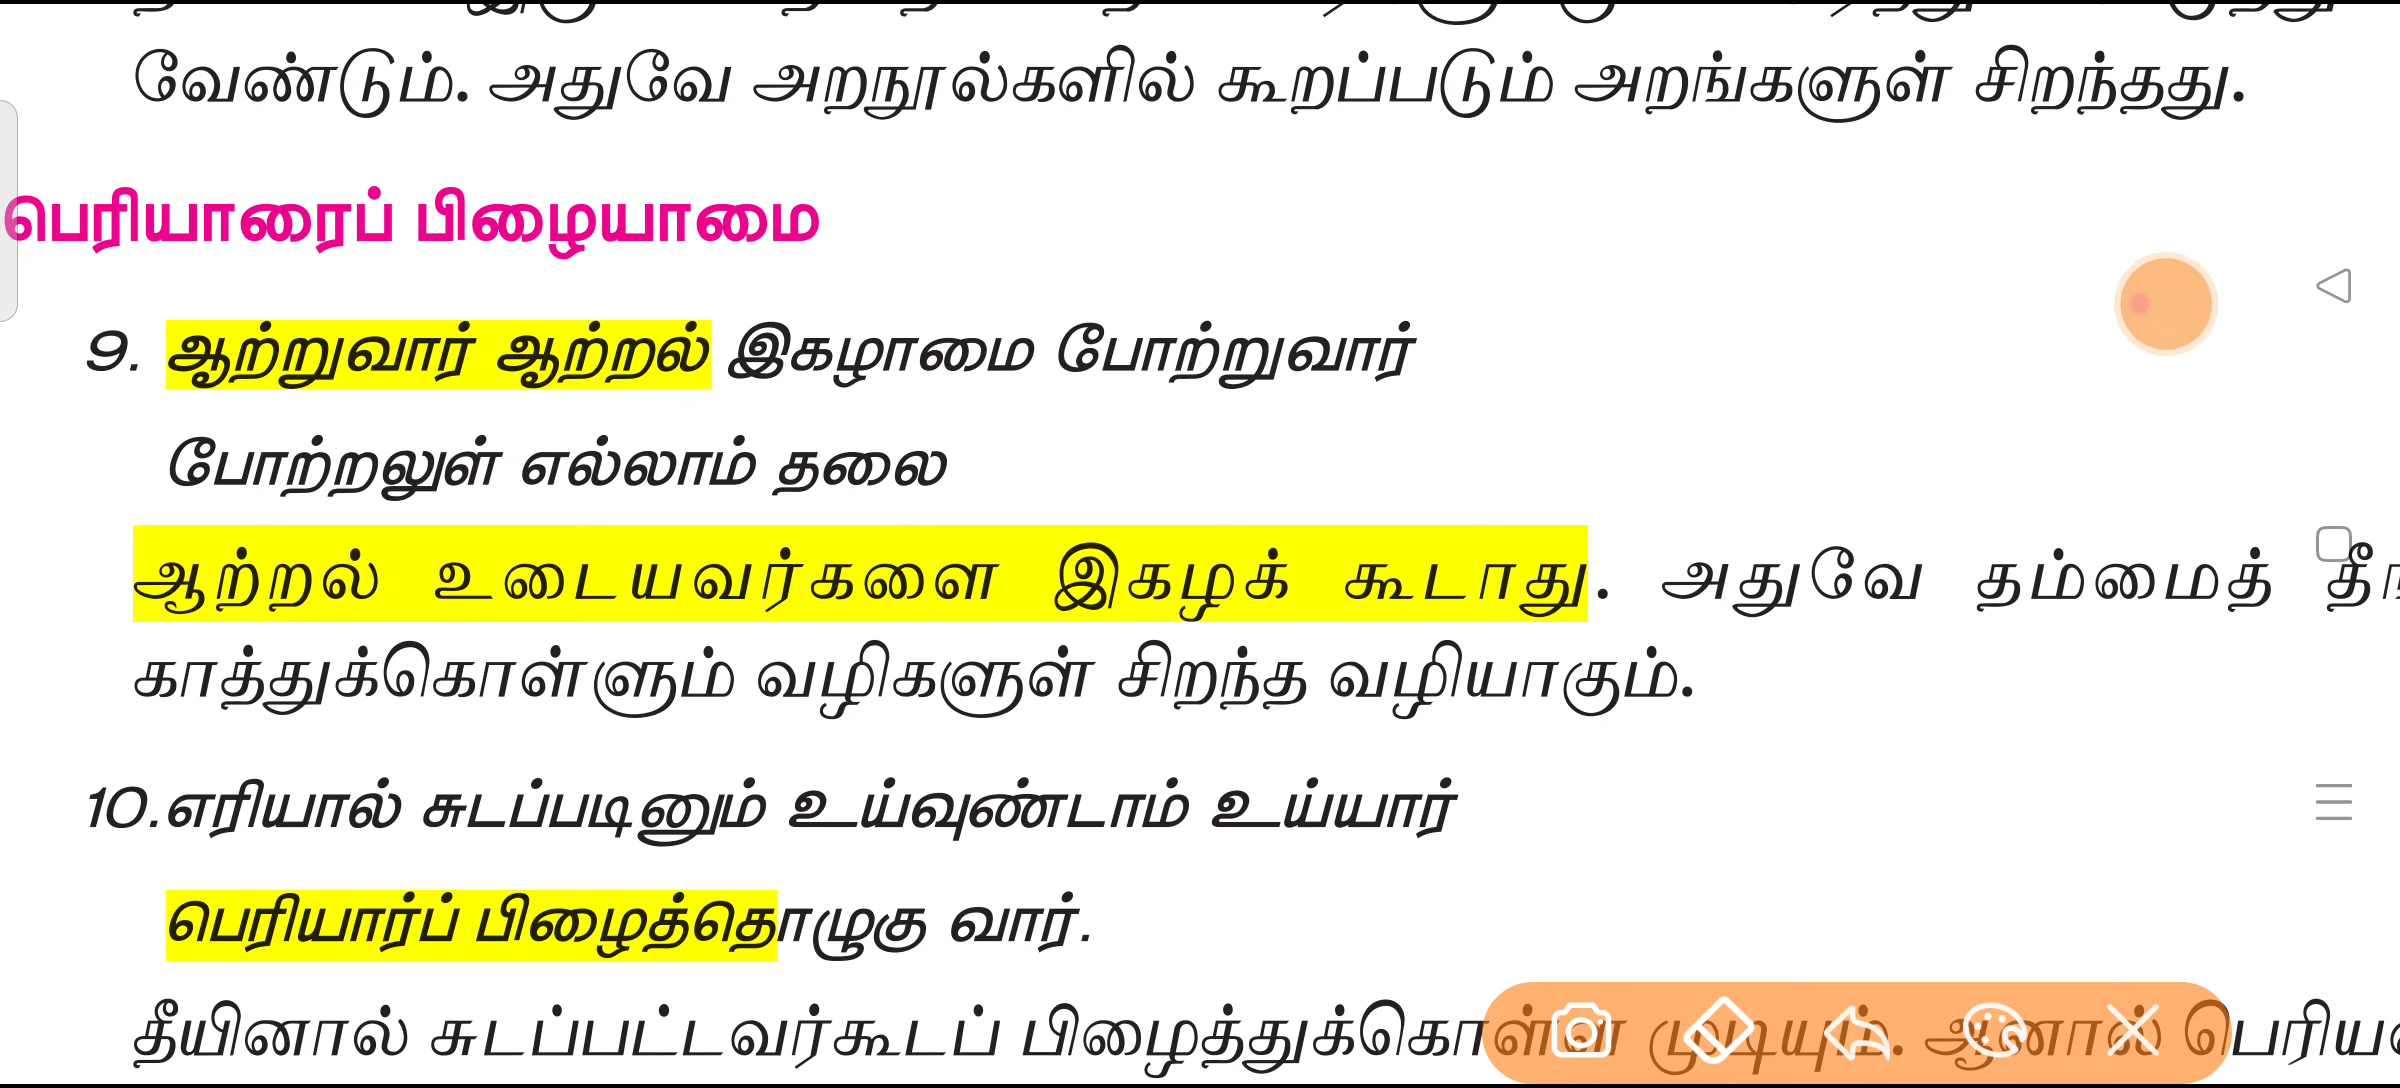 வேண்டும். அதுவே அறநூல்களில் கூறப்படும் அறங்களுள் சிறந்தது.
பெரியாரைப் பிழையாமை
9. ஆற்றுவார் ஆற்றல் இகழாமை போற்றுவார்
போற்றலுள் எல்லாம் தலை
ஆற்றல் உடையவர்களை இகழக் கூடாது. அதுவே தம்மைத்
காத்துக்கொள்ளும் வழிகளுள் சிறந்த வழியாகும்.
10.எரியால் சுடப்படினும் உய்வுண்டாம் உய்யார்
பெரியார்ப் பிழைத்தொழுகு வார்.
தீயினால் சுடப்பட்டவர்கூடப் பிழைத்துக்கொள்ள முடியும். ஆனால்